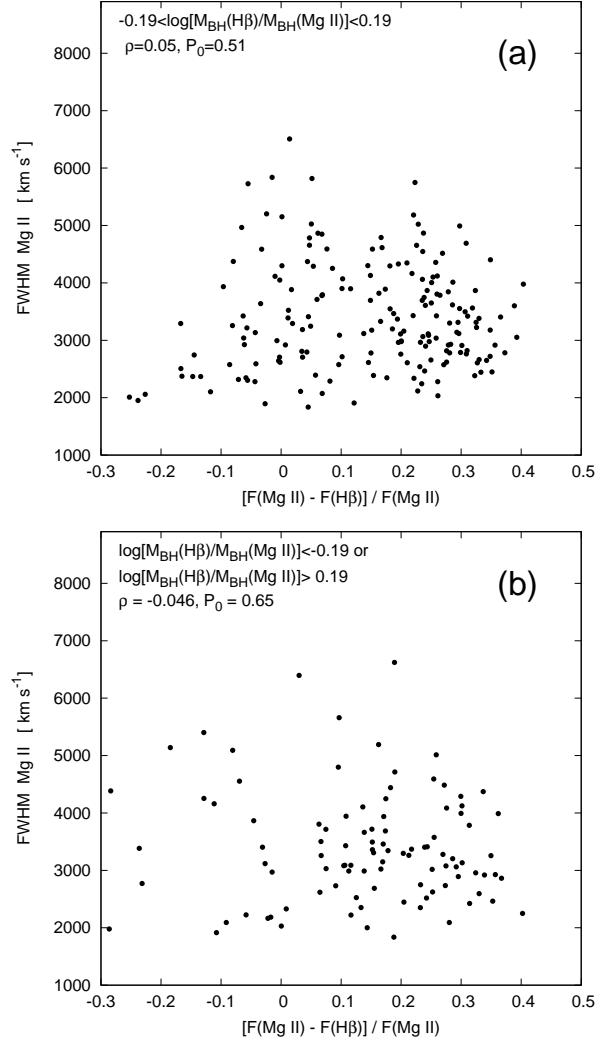 -0.19<log[M_BH(Hβ)/M_BH(Mg II)]<0.19
ρ=0.05, P_0=0.51
(a)
8000
7000
6000
5000
4000
3000
2000
1000
FWHM Mg II [ km s-1]
-0.3 -0.2 -0.1 0 0.1 0.2 0.3 0.4 0.5
[F(Mg II) - F(Hβ)] / F(Mg II)
log[M_BH(Hβ)/M_BH(Mg II)]<-0.19 or
log[M_BH(Hβ)/M_BH(Mg II)]> 0.19
ρ = -0.046, P_0 = 0.65
(b)
8000
7000
6000
5000
4000
3000
2000
1000
FWHM Mg II [ km s-1]
-0.3 -0.2 -0.1 0 0.1 0.2 0.3 0.4 0.5
[F(Mg II) - F(Hβ)] / F(Mg II)